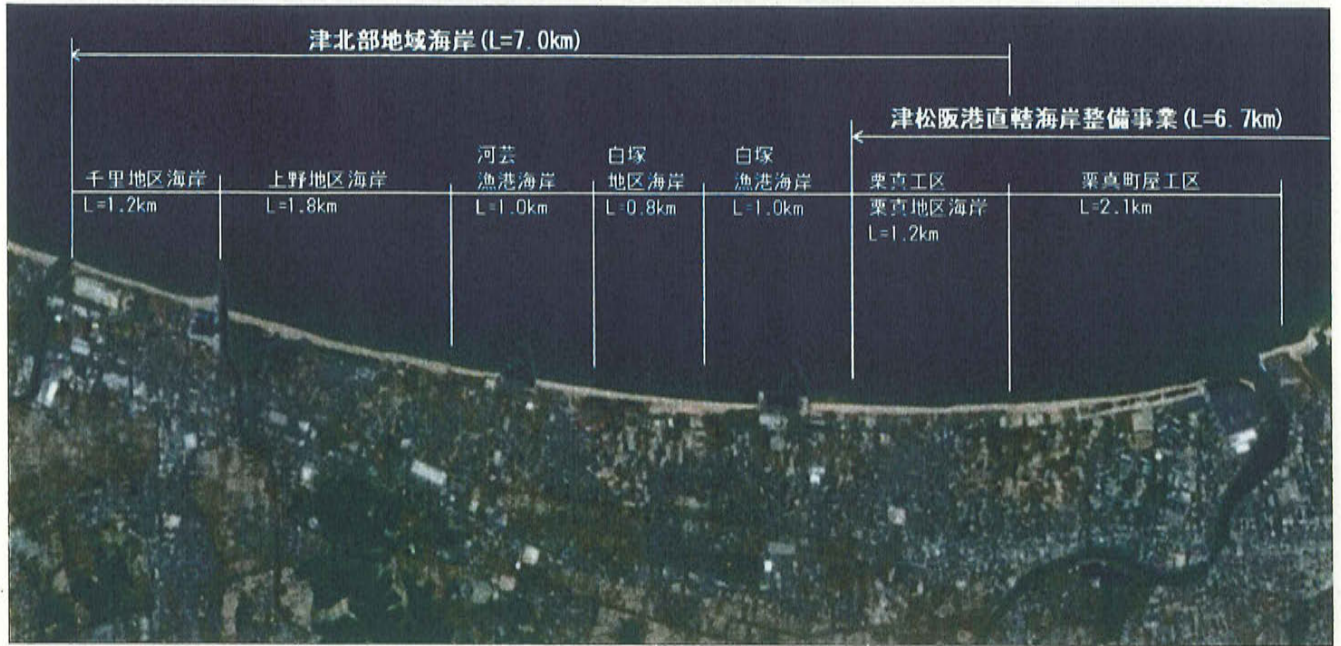 津北部地域海岸(L=7.0km)
津松阪港直轄海岸整備事業(L=6.7km)
千里地区海岸
L=1.2km
上野地区海岸
L=1.8km
河芸
漁港海岸
L=1.0km
白塚
地区海岸
L=0.8km
白塚
漁港海岸
L=1.0km
栗真工区
栗真地区海岸
L=1.2km
栗真町屋工区
L=2.1km